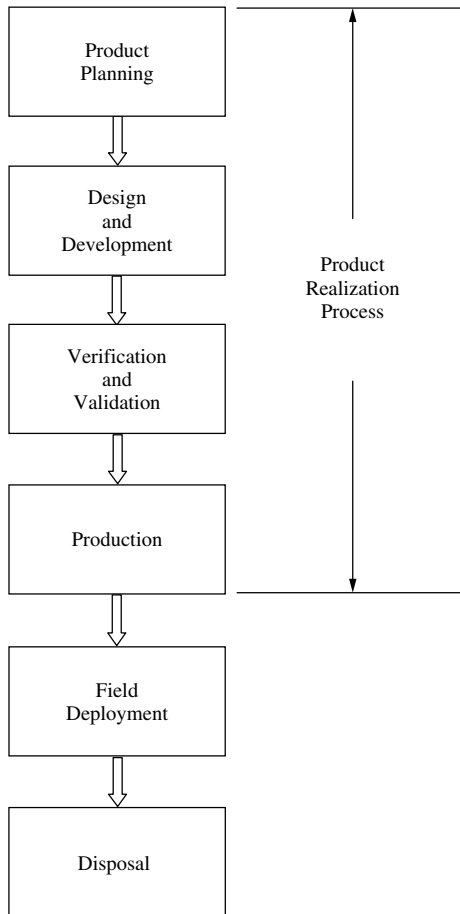 Product
Planning
Design
and
Development
Product
Realization
Process
Verification
and
Validation
Production
Field
Deployment
Disposal